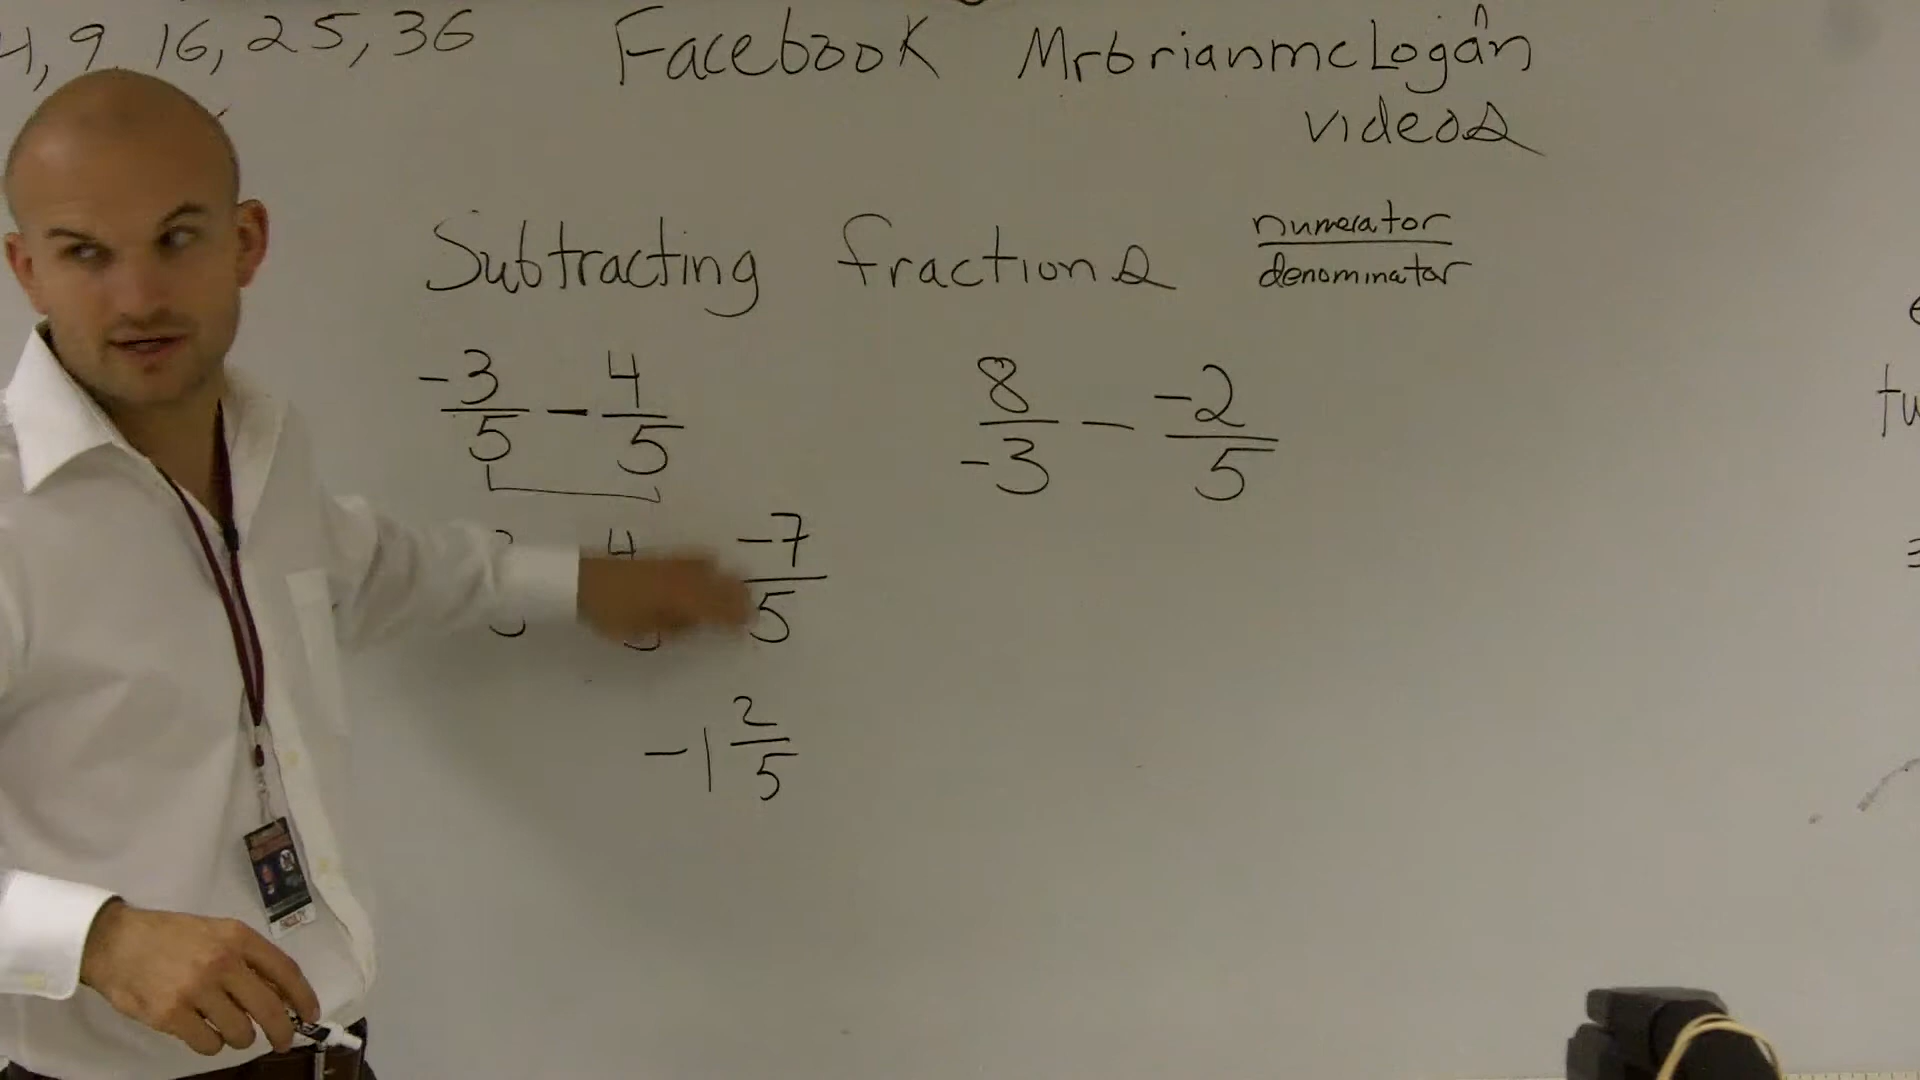 4, 9, 16, 25, 36
Facebook Mrbrianmclogan
videos
Subtracting fractions
numerator
denominator
-3/5 - 4/5
8/-3 - -2/5
4
-7/5
-1 2/5